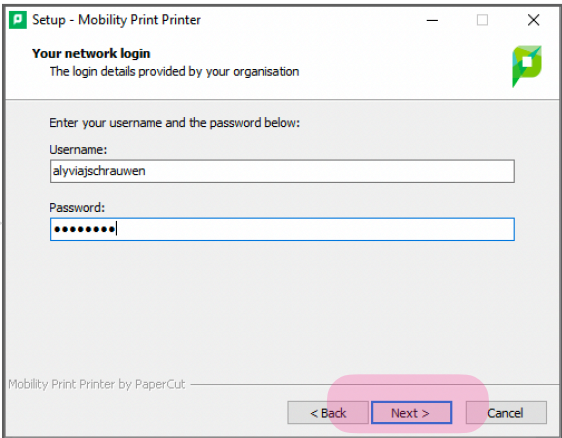 Setup - Mobility Print Printer
Your network login
The login details provided by your organisation
Enter your username and the password below:
Username:
alyviajschrauwen
Password:
●●●●●●●●
Mobility Print Printer by PaperCut
< Back Next > Cancel